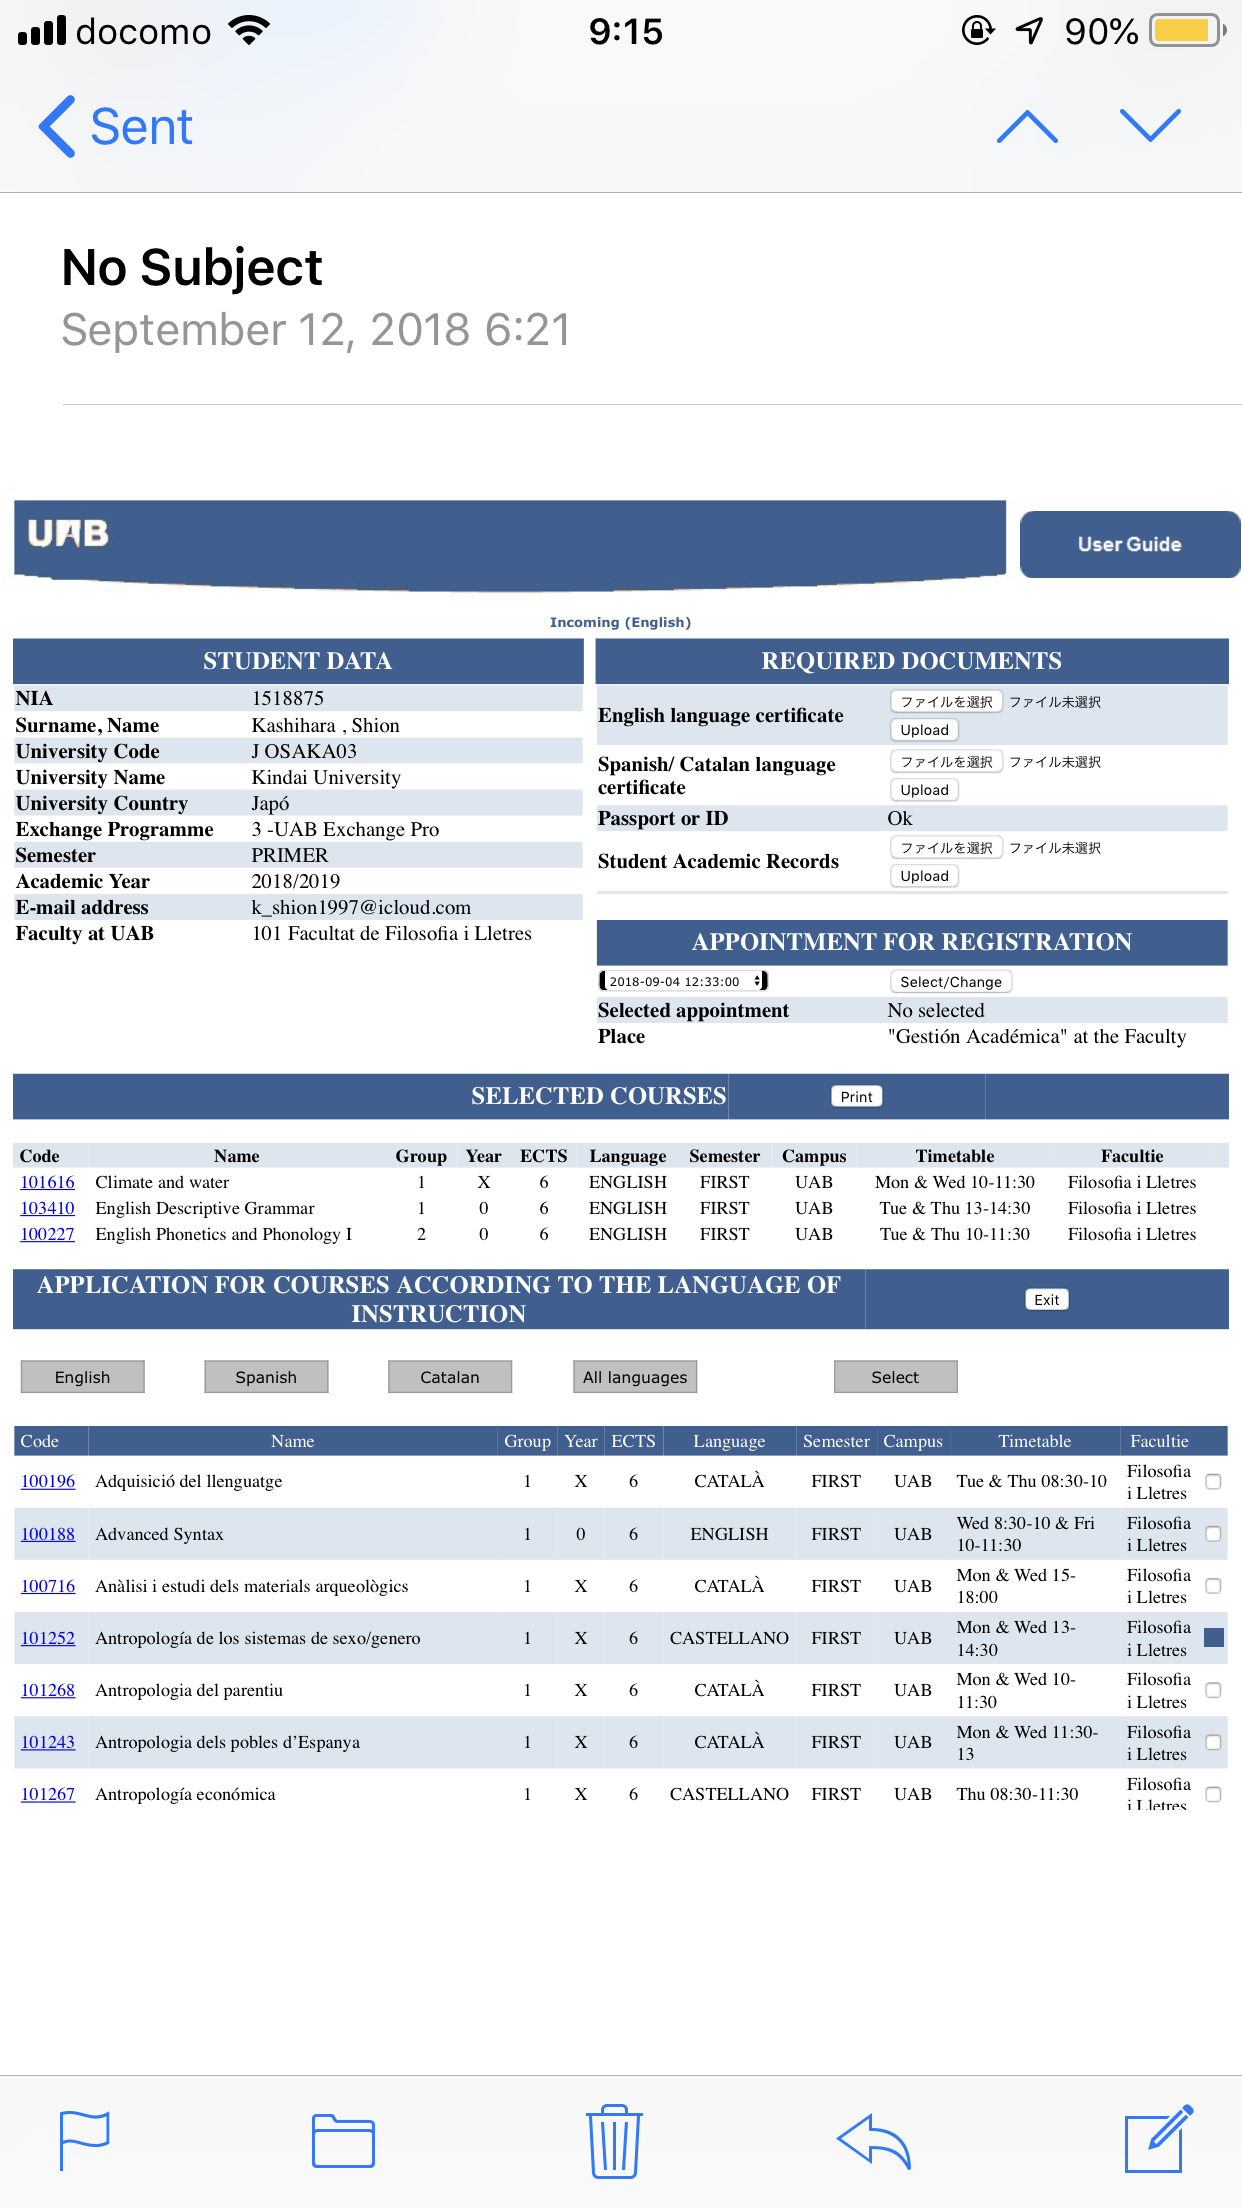 docomo 9:15 90%
Sent
No Subject
September 12, 2018 6:21
UAB
User Guide
Incoming (English)
STUDENT DATA
NIA 1518875
Surname, Name Kashihara , Shion
University Code J OSAKA03
University Name Kindai University
University Country Japó
Exchange Programme 3 -UAB Exchange Pro
Semester PRIMER
Academic Year 2018/2019
E-mail address k_shion1997@icloud.com
Faculty at UAB 101 Facultat de Filosofia i Lletres
REQUIRED DOCUMENTS
English language certificate ファイルを選択 ファイル未選択
Upload
Spanish/ Catalan language
certificate
ファイルを選択 ファイル未選択
Upload
Passport or ID Ok
Student Academic Records ファイルを選択 ファイル未選択
Upload
APPOINTMENT FOR REGISTRATION
2018-09-04 12:33:00 Select/Change
Selected appointment No selected
Place "Gestión Académica" at the Faculty
SELECTED COURSES Print
Code Name Group Year ECTS Language Semester Campus Timetable Facultie
101616 Climate and water 1 X 6 ENGLISH FIRST UAB Mon & Wed 10-11:30 Filosofia i Lletres
103410 English Descriptive Grammar 1 0 6 ENGLISH FIRST UAB Tue & Thu 13-14:30 Filosofia i Lletres
100227 English Phonetics and Phonology I 2 0 6 ENGLISH FIRST UAB Tue & Thu 10-11:30 Filosofia i Lletres
APPLICATION FOR COURSES ACCORDING TO THE LANGUAGE OF
INSTRUCTION
Exit
English Spanish Catalan All languages Select
Code Name Group Year ECTS Language Semester Campus Timetable Facultie
100196 Adquisició del llenguatge 1 X 6 CATALÀ FIRST UAB Tue & Thu 08:30-10 Filosofia
i Lletres
100188 Advanced Syntax 1 0 6 ENGLISH FIRST UAB Wed 8:30-10 & Fri
10-11:30 Filosofia
i Lletres
100716 Anàlisi i estudi dels materials arqueològics 1 X 6 CATALÀ FIRST UAB Mon & Wed 15-
18:00 Filosofia
i Lletres
101252 Antropología de los sistemas de sexo/genero 1 X 6 CASTELLANO FIRST UAB Mon & Wed 13-
14:30 Filosofia
i Lletres
101268 Antropologia del parentiu 1 X 6 CATALÀ FIRST UAB Mon & Wed 10-
11:30 Filosofia
i Lletres
101243 Antropologia dels pobles d'Espanya 1 X 6 CATALÀ FIRST UAB Mon & Wed 11:30-
13 Filosofia
i Lletres
101267 Antropología económica 1 X 6 CASTELLANO FIRST UAB Thu 08:30-11:30 Filosofia
i Lletres